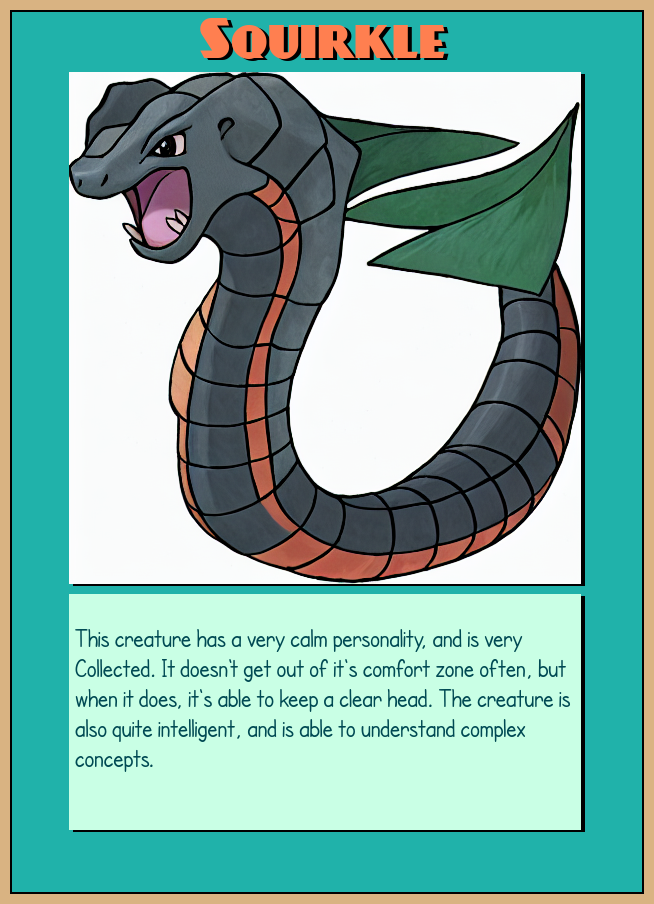 Squirkle
This creature has a very calm personality, and is very
Collected. It doesn't get out of it's comfort zone often, but
when it does, it's able to keep a clear head. The creature is
also quite intelligent, and is able to understand complex
concepts.